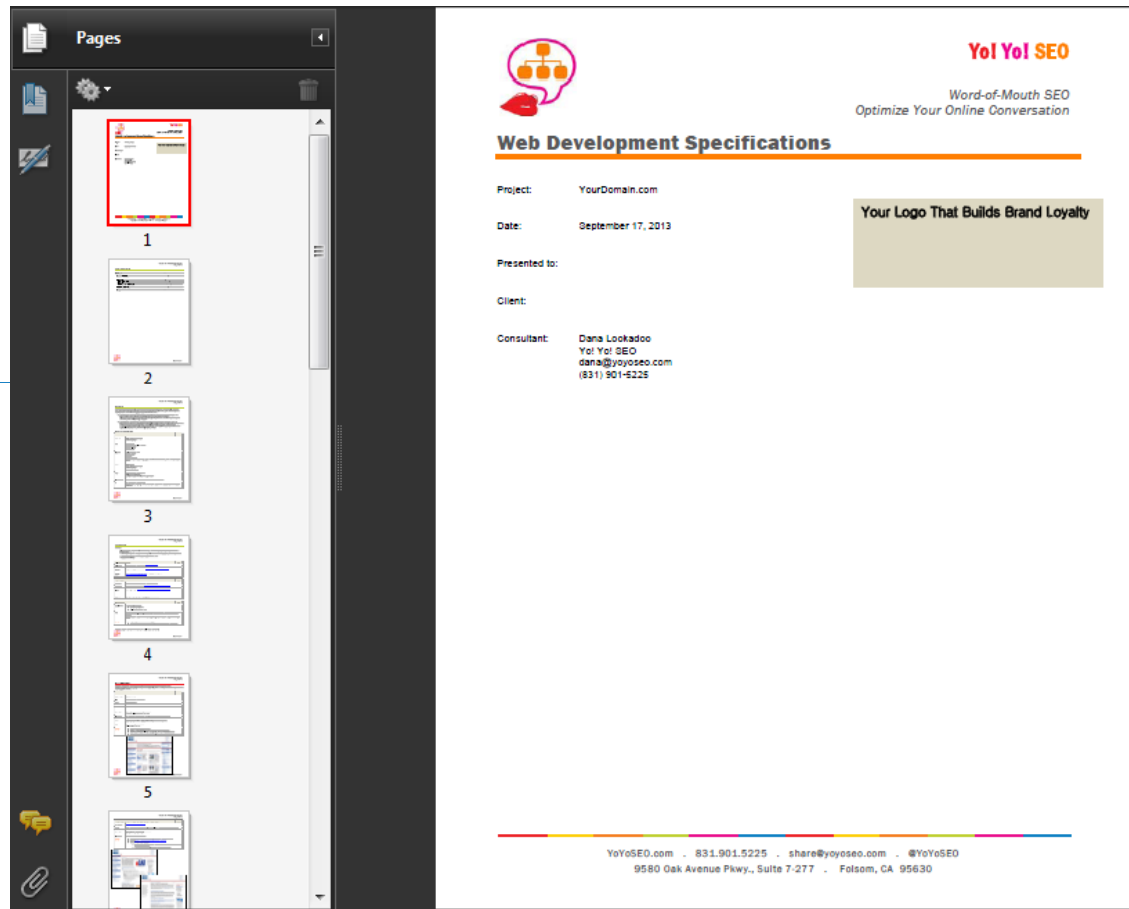 Pages
1
2
3
4
5
Yo! Yo! SEO
Word-of-Mouth SEO
Optimize Your Online Conversation
Web Development Specifications
Project: YourDomain.com
Your Logo That Builds Brand Loyalty
Date: September 17, 2013
Presented to:
Client:
Consultant: Dana Lookadoo
Yo! Yo! SEO
dana@yoyoseo.com
(831) 901-5225
YoYoSEO.com . 831.901.5225 . share@yoyoseo.com . @YoYoSEO
9580 Oak Avenue Pkwy., Suite 7-277 . Folsom, CA 95630